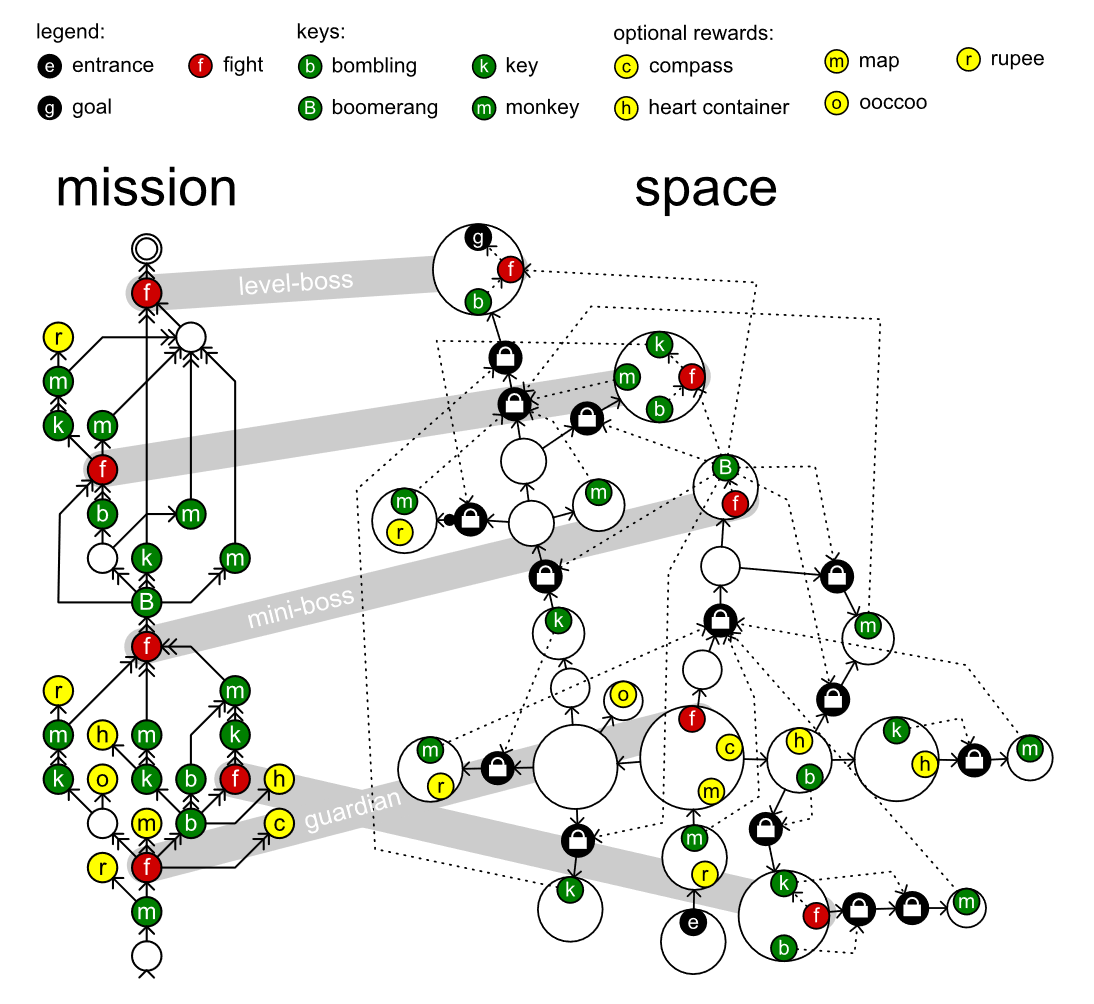 legend:
keys:
optional rewards:
e entrance
f fight
b bombling
k key
c compass
m map
r rupee
g goal
B boomerang
m monkey
h heart container
o ooccoo
mission
space
level-boss
mini-boss
guardian
f
r
m
k
m
f
b
m
k
m
B
f
r
m
m
h
m
k
k
o
k
b
f
h
m
b
c
r
f
m
g
f
b
k
m
f
b
B
f
m
r
m
k
m
o
f
c
m
h
b
k
h
m
m
r
k
m
r
e
k
f
b
m